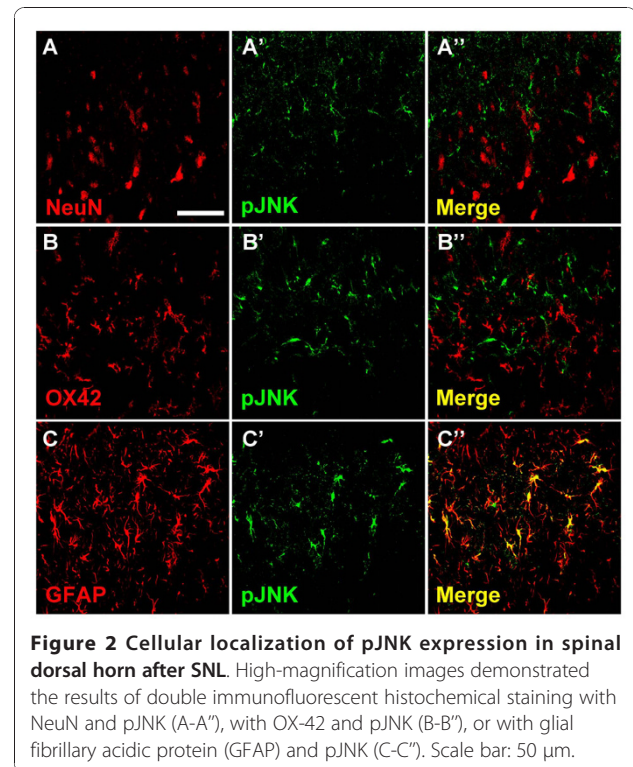 A A’ A”
NeuN pJNK Merge
B B’ B”
OX42 pJNK Merge
C C’ C”
GFAP pJNK Merge
Figure 2 Cellular localization of pJNK expression in spinal
dorsal horn after SNL. High-magnification images demonstrated
the results of double immunofluorescent histochemical staining with
NeuN and pJNK (A-A”), with OX-42 and pJNK (B-B”), or with glial
fibrillary acidic protein (GFAP) and pJNK (C-C”). Scale bar: 50 μm.